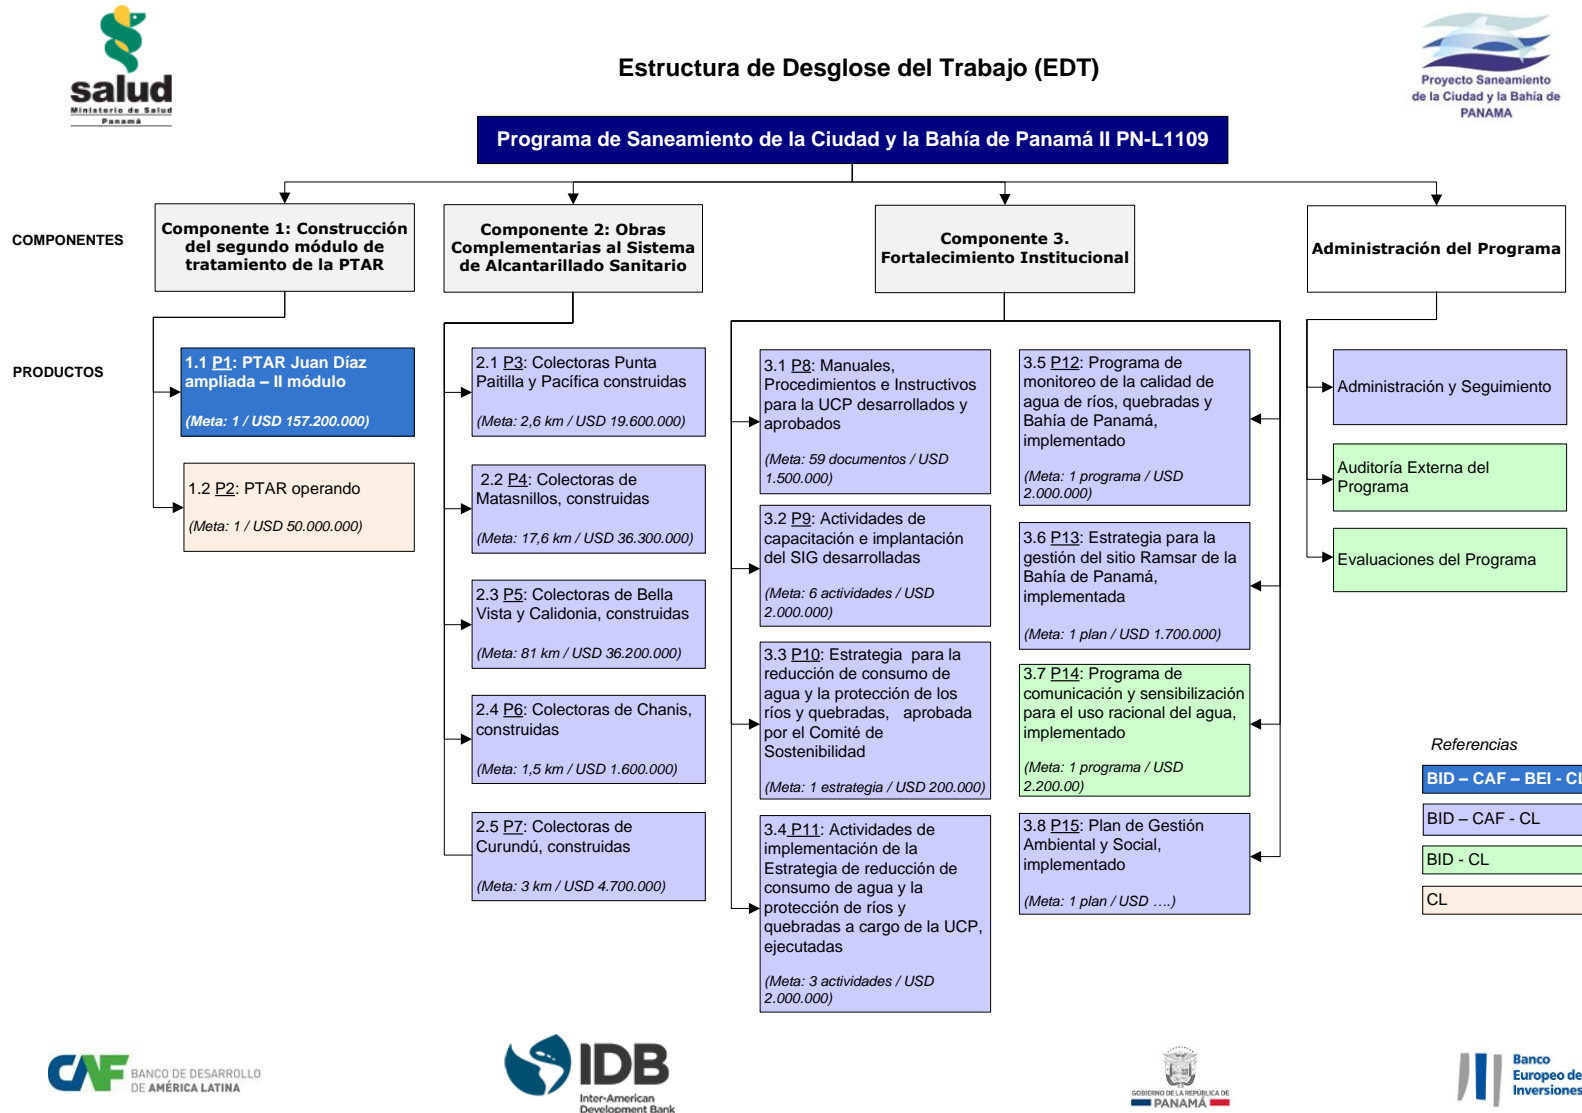 salud
Ministerio de Salud
Panamá
Estructura de Desglose del Trabajo (EDT)
Proyecto Saneamiento
de la Ciudad y la Bahía de
PANAMA
Programa de Saneamiento de la Ciudad y la Bahía de Panamá II PN-L1109
COMPONENTES
Componente 1: Construcción
del segundo módulo de
tratamiento de la PTAR
Componente 2: Obras
Complementarias al Sistema
de Alcantarillado Sanitario
Componente 3.
Fortalecimiento Institucional
Administración del Programa
PRODUCTOS
1.1 P1: PTAR Juan Díaz
ampliada – II módulo
(Meta: 1 / USD 157.200.000)
1.2 P2: PTAR operando
(Meta: 1 / USD 50.000.000)
2.1 P3: Colectoras Punta
Paitilla y Pacífica construidas
(Meta: 2,6 km / USD 19.600.000)
2.2 P4: Colectoras de
Matasnillos, construidas
(Meta: 17,6 km / USD 36.300.000)
2.3 P5: Colectoras de Bella
Vista y Calidonia, construidas
(Meta: 81 km / USD 36.200.000)
2.4 P6: Colectoras de Chanis,
construidas
(Meta: 1,5 km / USD 1.600.000)
2.5 P7: Colectoras de
Curundú, construidas
(Meta: 3 km / USD 4.700.000)
3.1 P8: Manuales,
Procedimientos e Instructivos
para la UCP desarrollados y
aprobados
(Meta: 59 documentos / USD
1.500.000)
3.2 P9: Actividades de
capacitación e implantación
del SIG desarrolladas
(Meta: 6 actividades / USD
2.000.000)
3.3 P10: Estrategia para la
reducción de consumo de
agua y la protección de los
ríos y quebradas, aprobada
por el Comité de
Sostenibilidad
(Meta: 1 estrategia / USD 200.000)
3.4 P11: Actividades de
implementación de la
Estrategia de reducción de
consumo de agua y la
protección de ríos y
quebradas a cargo de la UCP,
ejecutadas
(Meta: 3 actividades / USD
2.000.000)
3.5 P12: Programa de
monitoreo de la calidad de
agua de ríos, quebradas y
Bahía de Panamá,
implementado
(Meta: 1 programa / USD
2.000.000)
3.6 P13: Estrategia para la
gestión del sitio Ramsar de la
Bahía de Panamá,
implementada
(Meta: 1 plan / USD 1.700.000)
3.7 P14: Programa de
comunicación y sensibilización
para el uso racional del agua,
implementado
(Meta: 1 programa / USD
2.200.00)
3.8 P15: Plan de Gestión
Ambiental y Social,
implementado
(Meta: 1 plan / USD ….)
Administración y Seguimiento
Auditoría Externa del
Programa
Evaluaciones del Programa
Referencias
BID – CAF – BEI - CL
BID – CAF - CL
BID - CL
CL
CAF BANCO DE DESARROLLO
DE AMÉRICA LATINA
IDB
Inter-American
Development Bank
GOBIERNO DE LA REPÚBLICA DE
PANAMÁ
Banco
Europeo de
Inversiones